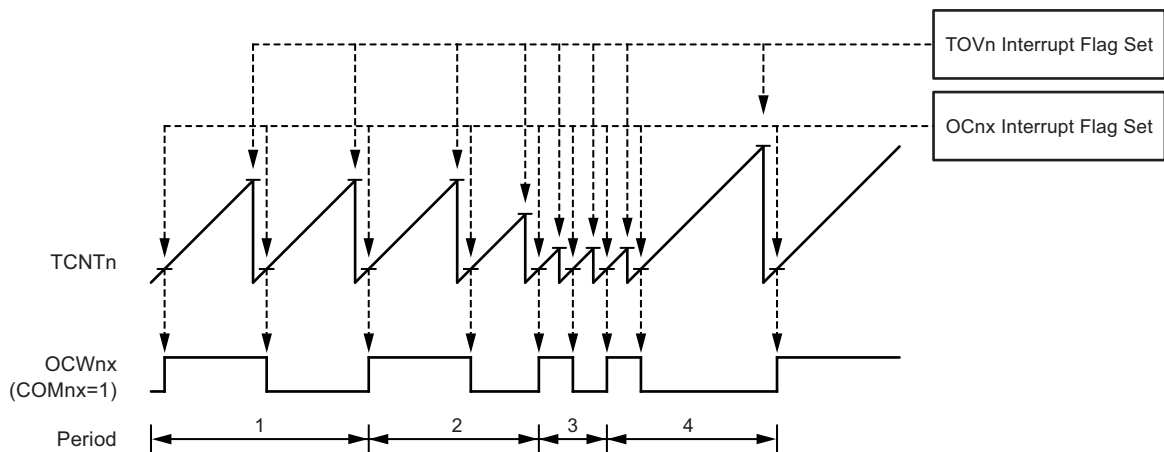 TOVn Interrupt Flag Set
OCnx Interrupt Flag Set
TCNTn
OCWnx
(COMnx=1)
Period
1
2
3
4